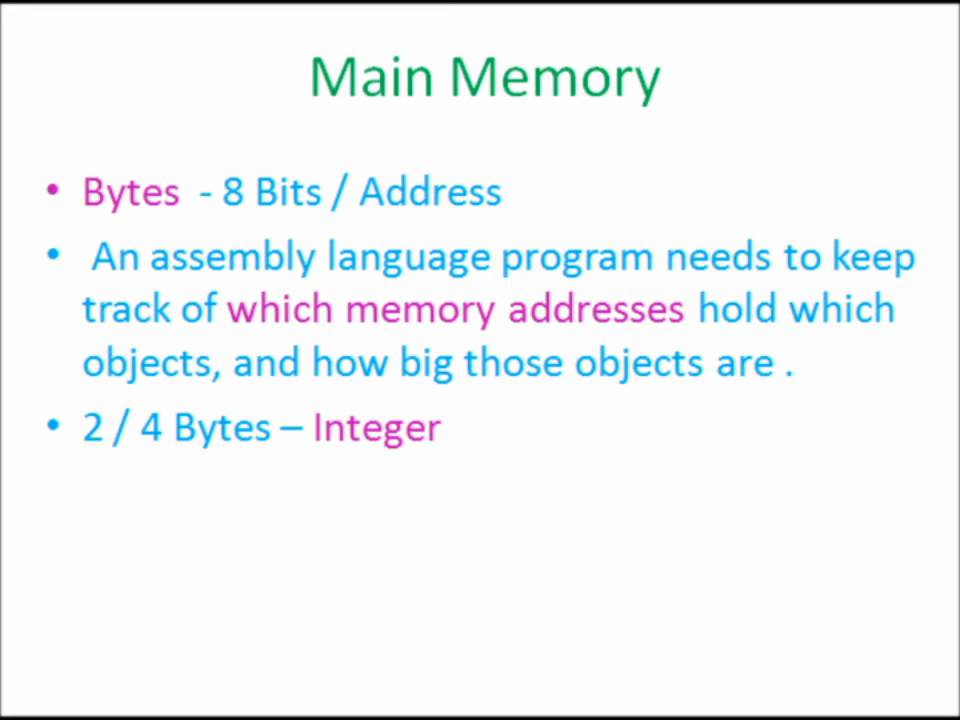 Main Memory
• Bytes - 8 Bits / Address
• An assembly language program needs to keep
track of which memory addresses hold which
objects, and how big those objects are .
• 2 / 4 Bytes – Integer